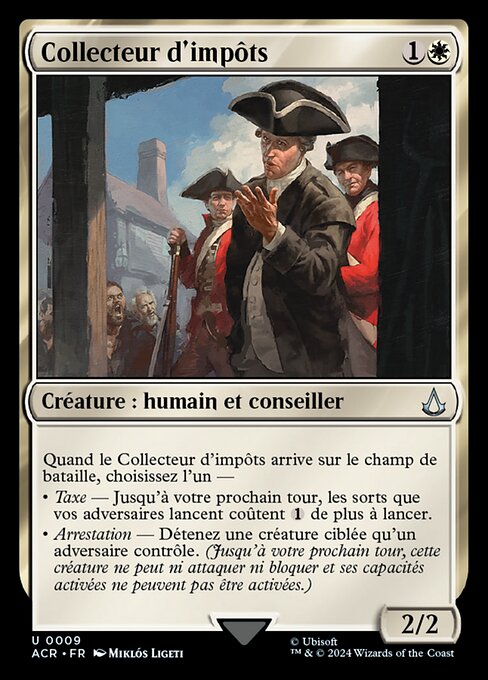 Collecteur d'impôts 1
Créature : humain et conseiller
Quand le Collecteur d'impôts arrive sur le champ de
bataille, choisissez l'un —
• Taxe — Jusqu'à votre prochain tour, les sorts que
vos adversaires lancent coûtent 1 de plus à lancer.
• Arrestation — Détenez une créature ciblée qu'un
adversaire contrôle. (Jusqu'à votre prochain tour, cette
créature ne peut ni attaquer ni bloquer et ses capacités
activées ne peuvent pas être activées.)
2/2
U 0009
ACR • FR Miklós Ligeti
© Ubisoft
™ & © 2024 Wizards of the Coast